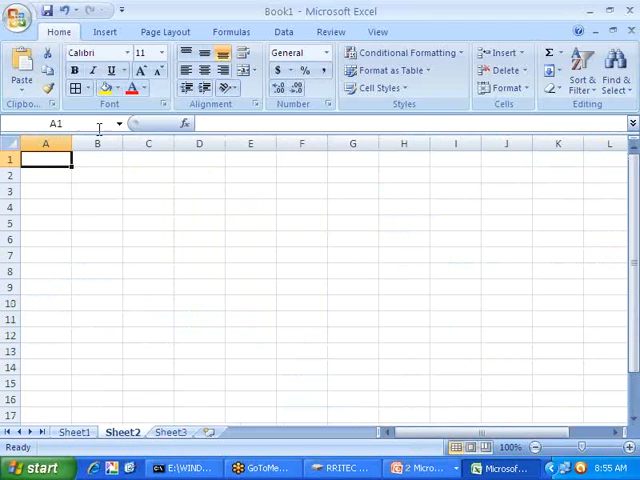 Book1 - Microsoft Excel
Home Insert Page Layout Formulas Data Review View
Calibri 11 General Conditional Formatting Insert Σ
Paste B I U A A $ % , Format as Table Delete Sort & Filter Find & Select
Cell Styles Format
Clipboard... Font Alignment Number Styles Cells Editing
A1 fx
A B C D E F G H I J K L
1
2
3
4
5
6
7
8
9
10
11
12
13
14
15
16
17
Sheet1 Sheet2 Sheet3
Ready 100%
start E:\WIND... GoToMe... RRITEC ... 2 Micro... Microsof... 8:55 AM